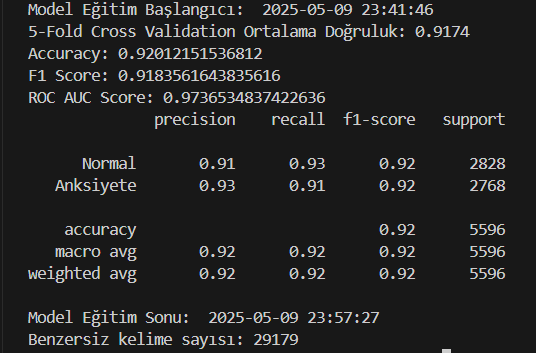 Model Eğitim Başlangıcı:  2025-05-09 23:41:46
5-Fold Cross Validation Ortalama Doğruluk: 0.9174
Accuracy: 0.92012151536812
F1 Score: 0.9183561643835616
ROC AUC Score: 0.9736534837422636
              precision    recall  f1-score   support
      Normal       0.91      0.93      0.92      2828
   Anksiyete       0.93      0.91      0.92      2768
    accuracy                           0.92      5596
   macro avg       0.92      0.92      0.92      5596
weighted avg       0.92      0.92      0.92      5596
Model Eğitim Sonu:  2025-05-09 23:57:27
Benzersiz kelime sayısı: 29179